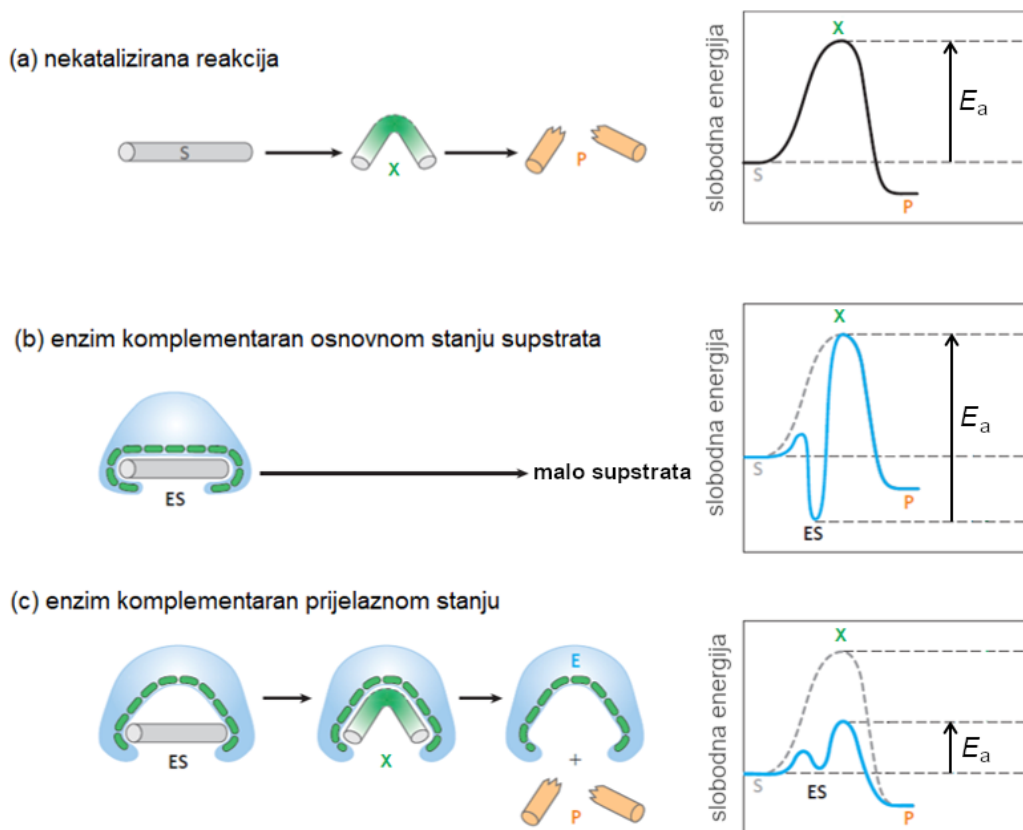 (a) nekatalizirana reakcija
S
X
P
slobodna energija
X
S
P
Ea
(b) enzim komplementaran osnovnom stanju supstrata
ES
malo supstrata
slobodna energija
X
S
ES
P
Ea
(c) enzim komplementaran prijelaznom stanju
ES
X
E
+
P
slobodna energija
X
S
ES
P
Ea